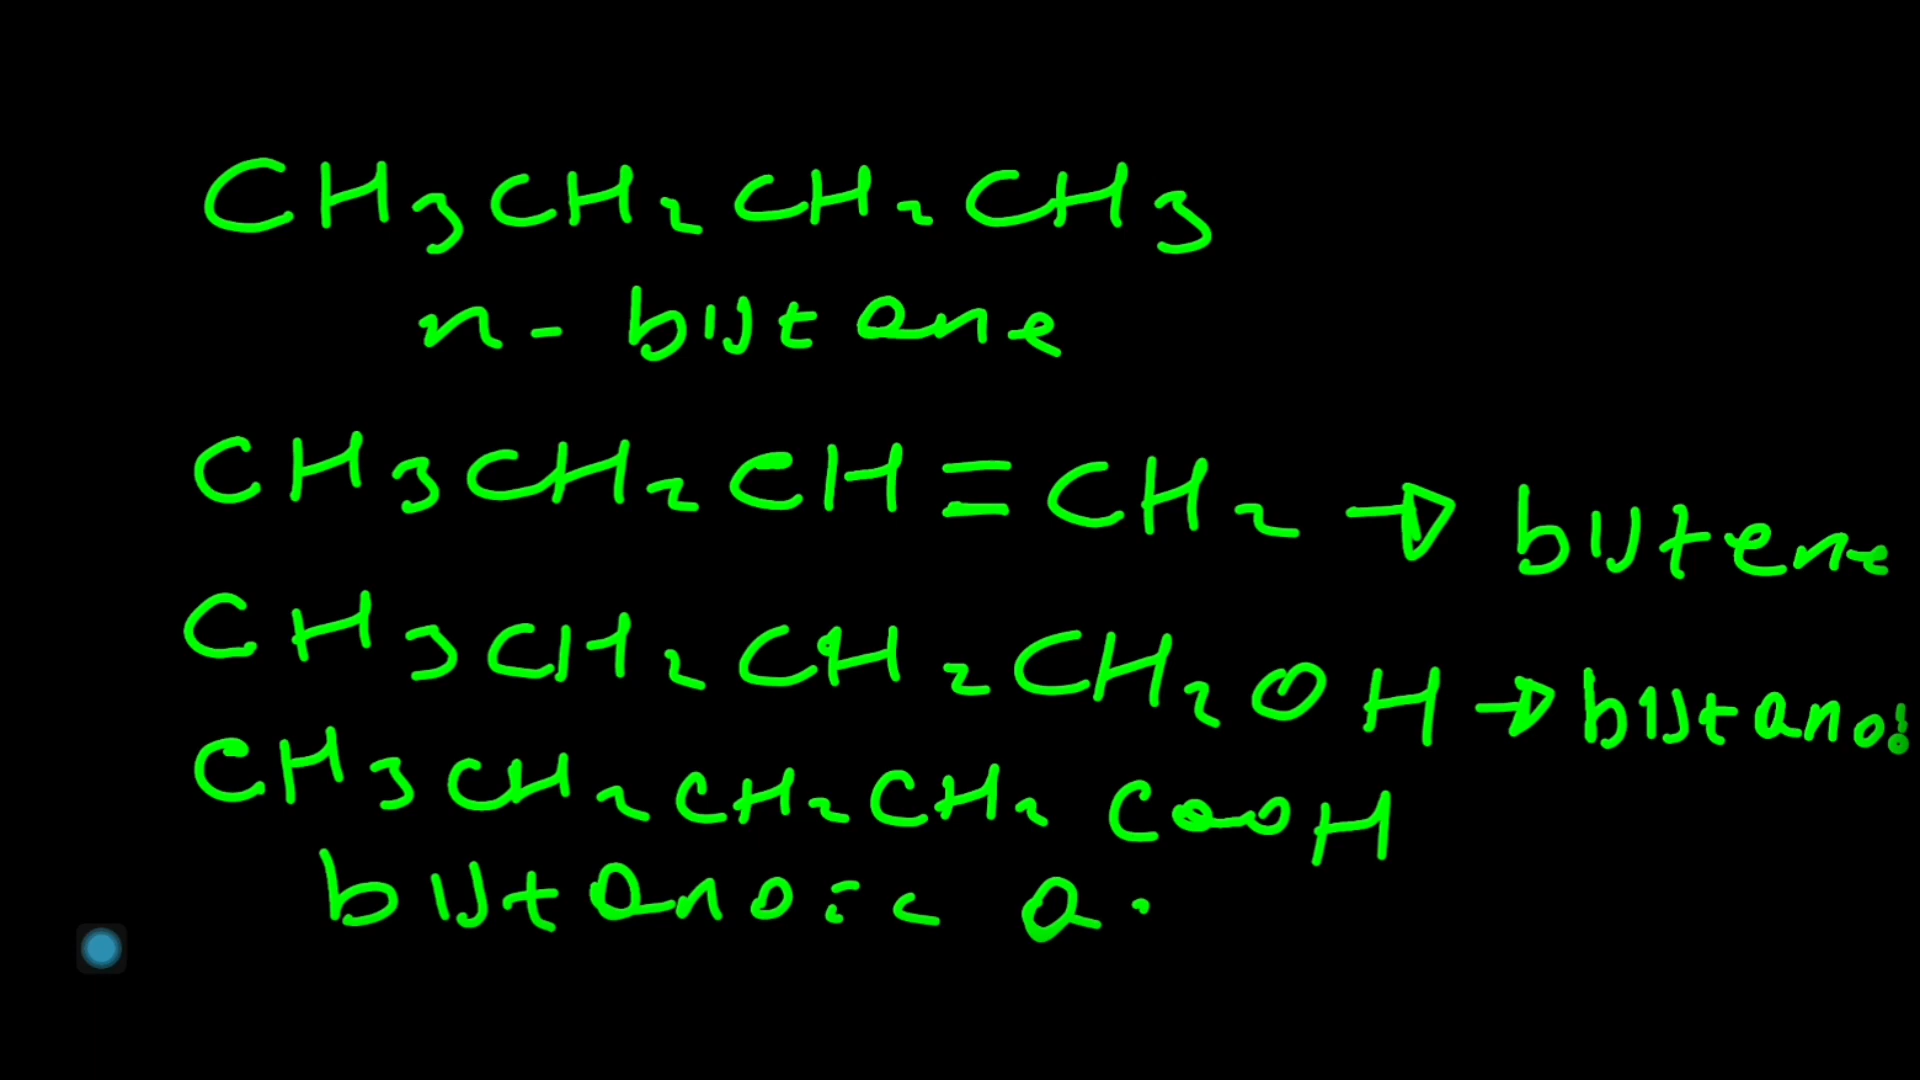 CH3CH2CH2CH3
n-butane
CH3CH2CH=CH2 → butene
CH3CH2CH2CH2OH → butanol
CH3CH2CH2CH2COOH
butanoic a.